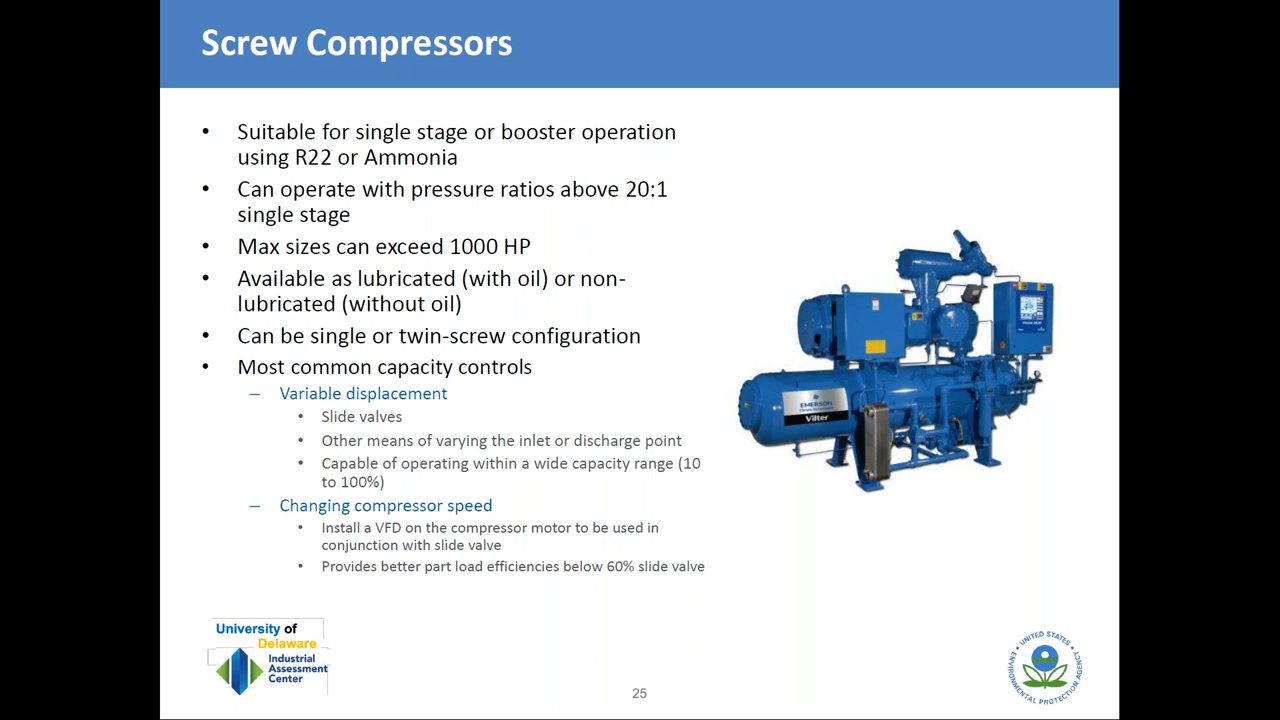 Screw Compressors
• Suitable for single stage or booster operation
using R22 or Ammonia
• Can operate with pressure ratios above 20:1
single stage
• Max sizes can exceed 1000 HP
• Available as lubricated (with oil) or non-
lubricated (without oil)
• Can be single or twin-screw configuration
• Most common capacity controls
– Variable displacement
• Slide valves
• Other means of varying the inlet or discharge point
• Capable of operating within a wide capacity range (10
to 100%)
– Changing compressor speed
• Install a VFD on the compressor motor to be used in
conjunction with slide valve
• Provides better part load efficiencies below 60% slide valve
EMERSON
Vilter
University of
Delaware
Industrial
Assessment
Center
25
UNITED STATES
ENVIRONMENTAL PROTECTION AGENCY